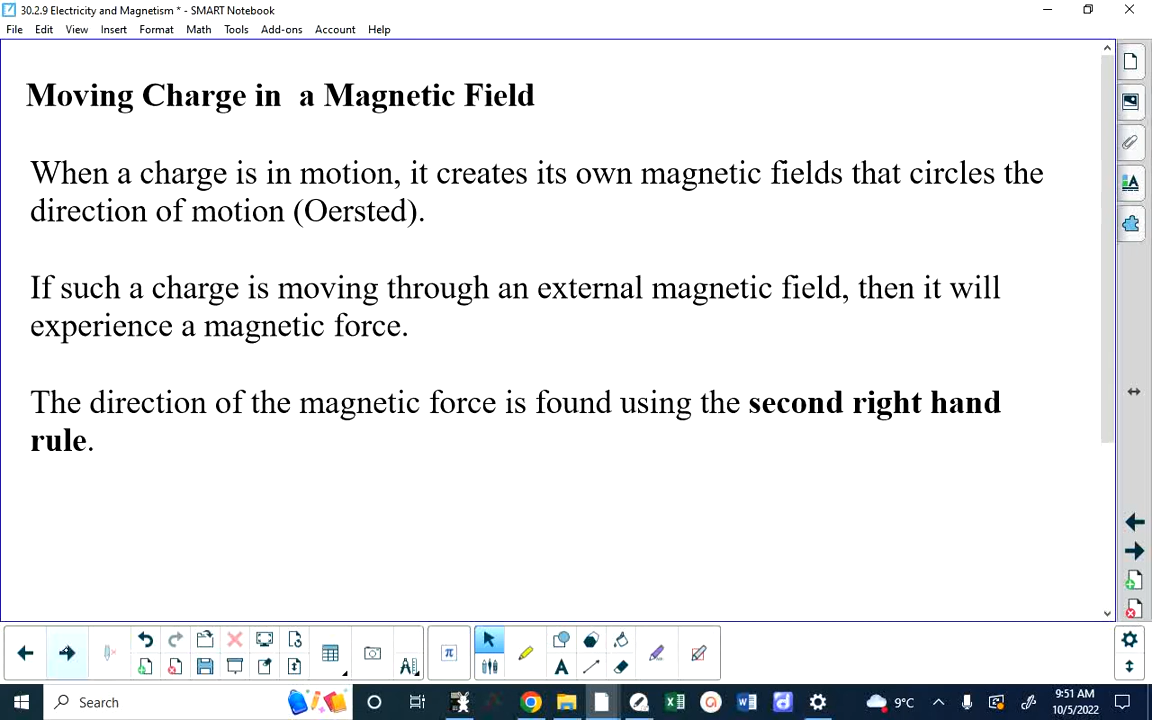 30.2.9 Electricity and Magnetism * - SMART Notebook
File Edit View Insert Format Math Tools Add-ons Account Help
Moving Charge in a Magnetic Field
When a charge is in motion, it creates its own magnetic fields that circles the
direction of motion (Oersted).
If such a charge is moving through an external magnetic field, then it will
experience a magnetic force.
The direction of the magnetic force is found using the second right hand
rule.
Search
9°C
9:51 AM
10/5/2022